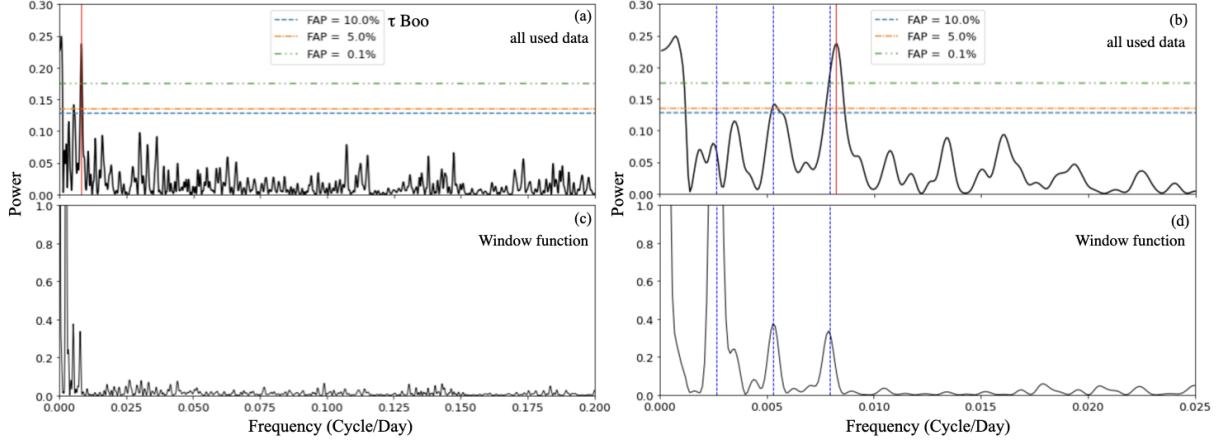 τ Boo
(a)
all used data
FAP = 10.0%
FAP = 5.0%
FAP = 0.1%
0.30
0.25
0.20
0.15
0.10
0.05
0.00
(b)
all used data
FAP = 10.0%
FAP = 5.0%
FAP = 0.1%
0.30
0.25
0.20
0.15
0.10
0.05
0.00
Power
Power
(c)
Window function
1.0
0.8
0.6
0.4
0.2
0.0
0.000 0.025 0.050 0.075 0.100 0.125 0.150 0.175 0.200
Frequency (Cycle/Day)
(d)
Window function
1.0
0.8
0.6
0.4
0.2
0.0
0.000 0.005 0.010 0.015 0.020 0.025
Frequency (Cycle/Day)